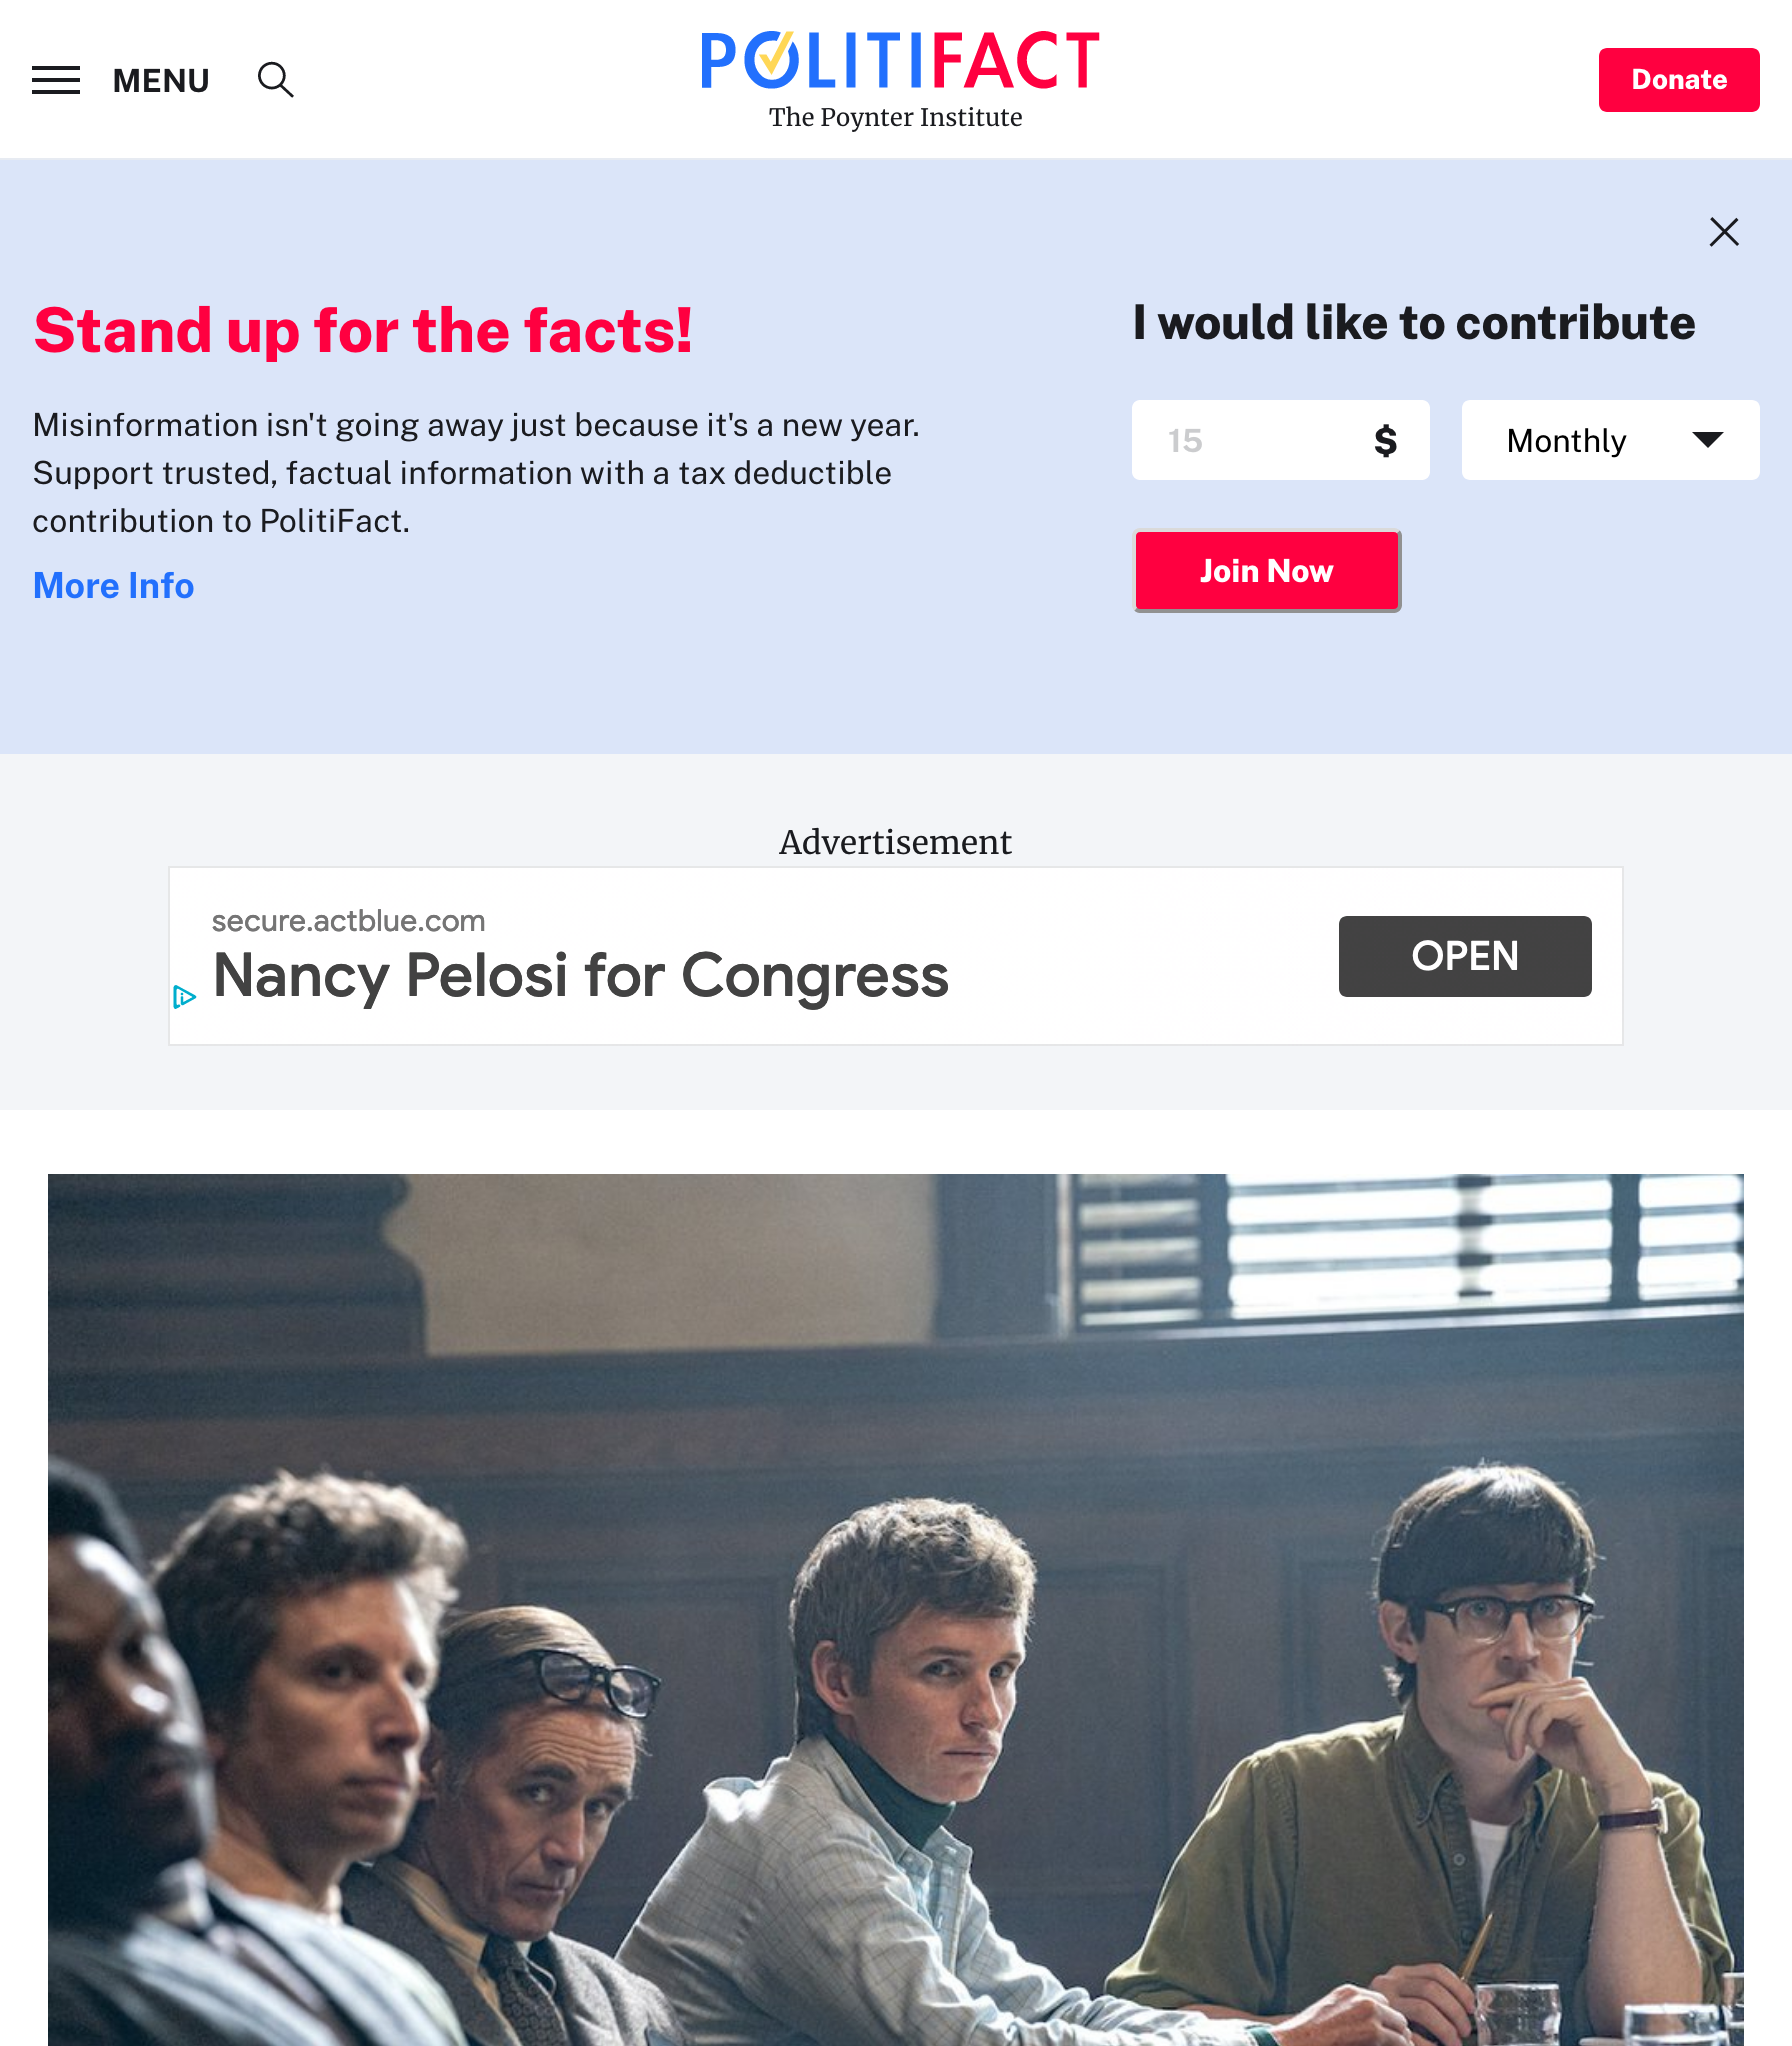 MENU
POLITIFACT
The Poynter Institute
Donate
Stand up for the facts!
Misinformation isn't going away just because it's a new year.
Support trusted, factual information with a tax deductible
contribution to PolitiFact.
More Info
I would like to contribute
15 $ Monthly
Join Now
Advertisement
secure.actblue.com
Nancy Pelosi for Congress
OPEN